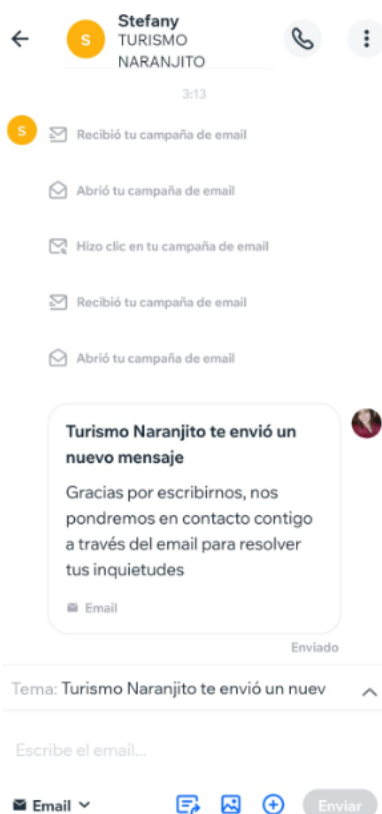 Stefany
TURISMO
NARANJITO
3:13
S
S
Recibió tu campaña de email
Abrió tu campaña de email
Hizo clic en tu campaña de email
Recibió tu campaña de email
Abrió tu campaña de email
Turismo Naranjito te envió un
nuevo mensaje
Gracias por escribirnos, nos
pondremos en contacto contigo
a través del email para resolver
tus inquietudes
Email
Enviado
Tema: Turismo Naranjito te envió un nuev
Escribe el email...
Email
Enviar